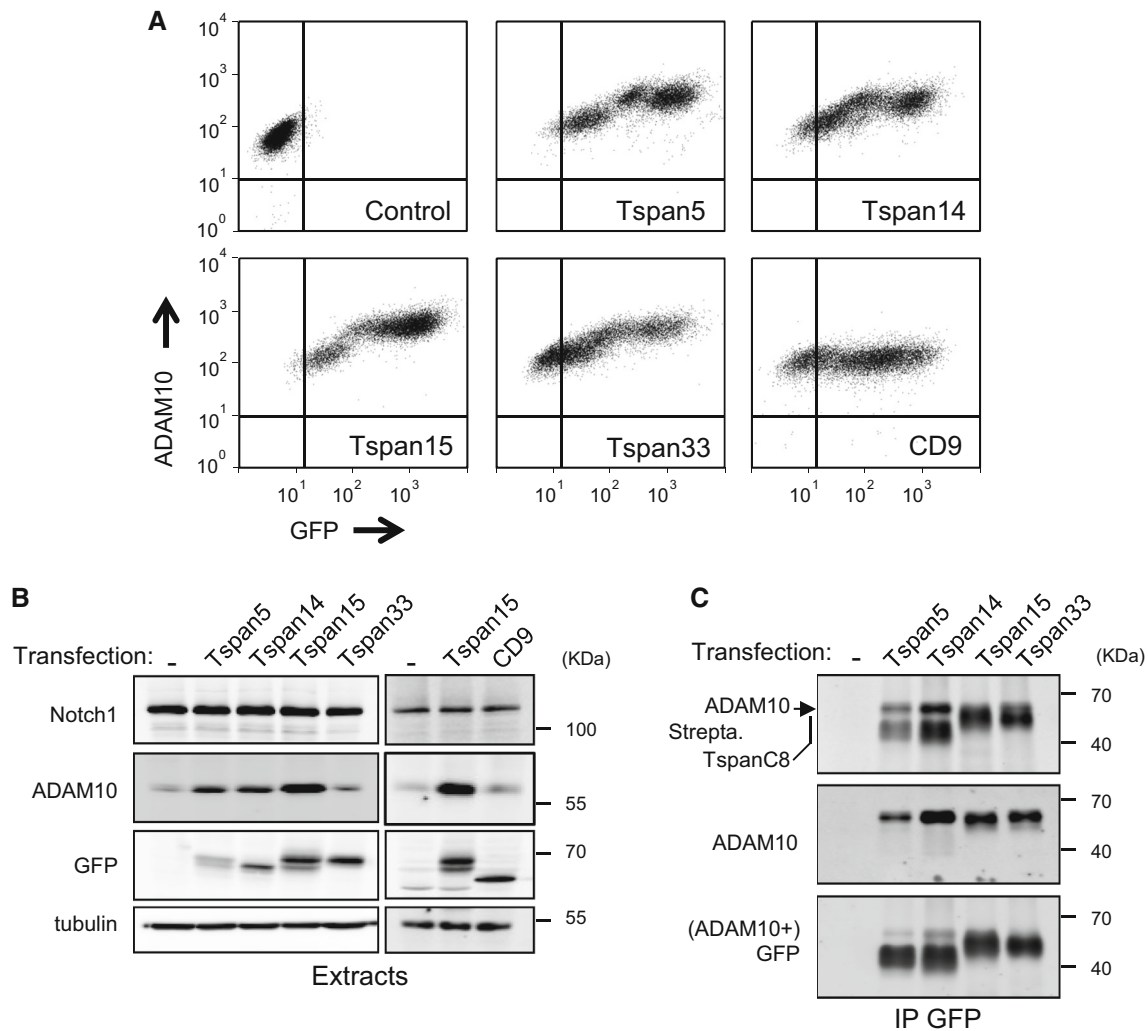 A
10⁴
10³
10²
10¹
10⁰
Control
Tspan5
Tspan14
10⁴
10³
10²
10¹
10⁰
Tspan15
Tspan33
CD9
10¹ 10² 10³
10¹ 10² 10³
10¹ 10² 10³
ADAM10
GFP
B
Transfection: - Tspan5 Tspan14 Tspan15 Tspan33 - Tspan15 CD9 (KDa)
Notch1
100
ADAM10
55
GFP
70
tubulin
55
Extracts
C
Transfection: - Tspan5 Tspan14 Tspan15 Tspan33 (KDa)
70
ADAM10
Strepta.
TspanC8
40
70
ADAM10
40
70
(ADAM10+)
GFP
40
IP GFP